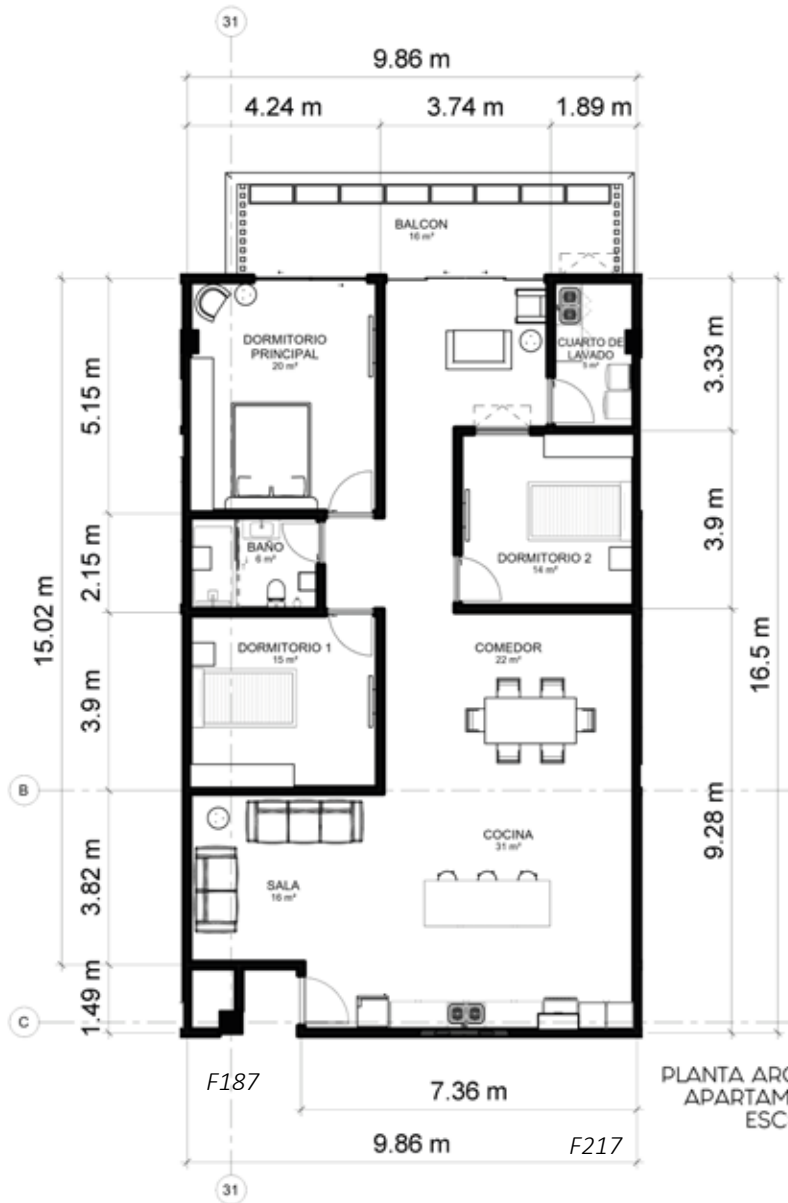 31
9.86 m
4.24 m
3.74 m
1.89 m
BALCON
16 m²
DORMITORIO
PRINCIPAL
20 m²
CUARTO DE
LAVADO
5 m²
3.33 m
5.15 m
DORMITORIO 2
14 m²
3.9 m
BAÑO
6 m²
2.15 m
15.02 m
16.5 m
DORMITORIO 1
15 m²
COMEDOR
22 m²
3.9 m
B
COCINA
31 m²
9.28 m
SALA
16 m²
3.82 m
1.49 m
C
F187
7.36 m
PLANTA ARQ
APARTAM
ESC
9.86 m
F217
31